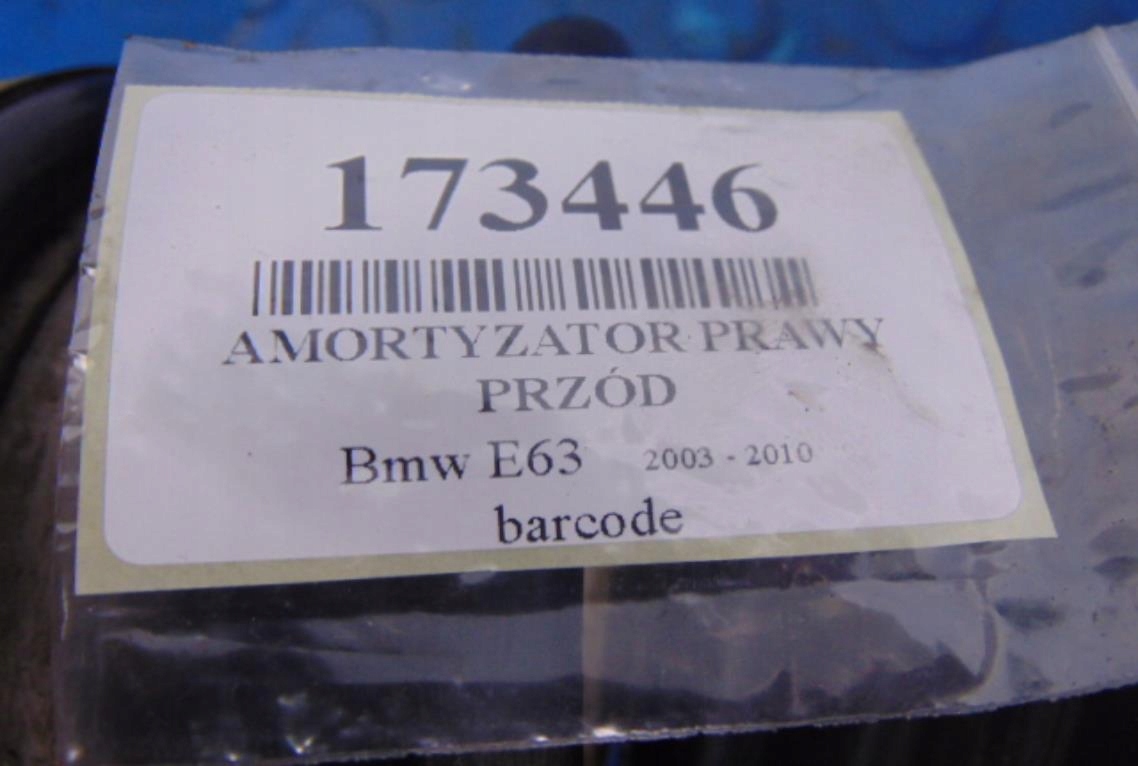 173446
AMORTYZATOR PRAWY
PRZÓD
Bmw E63 2003 - 2010
barcode